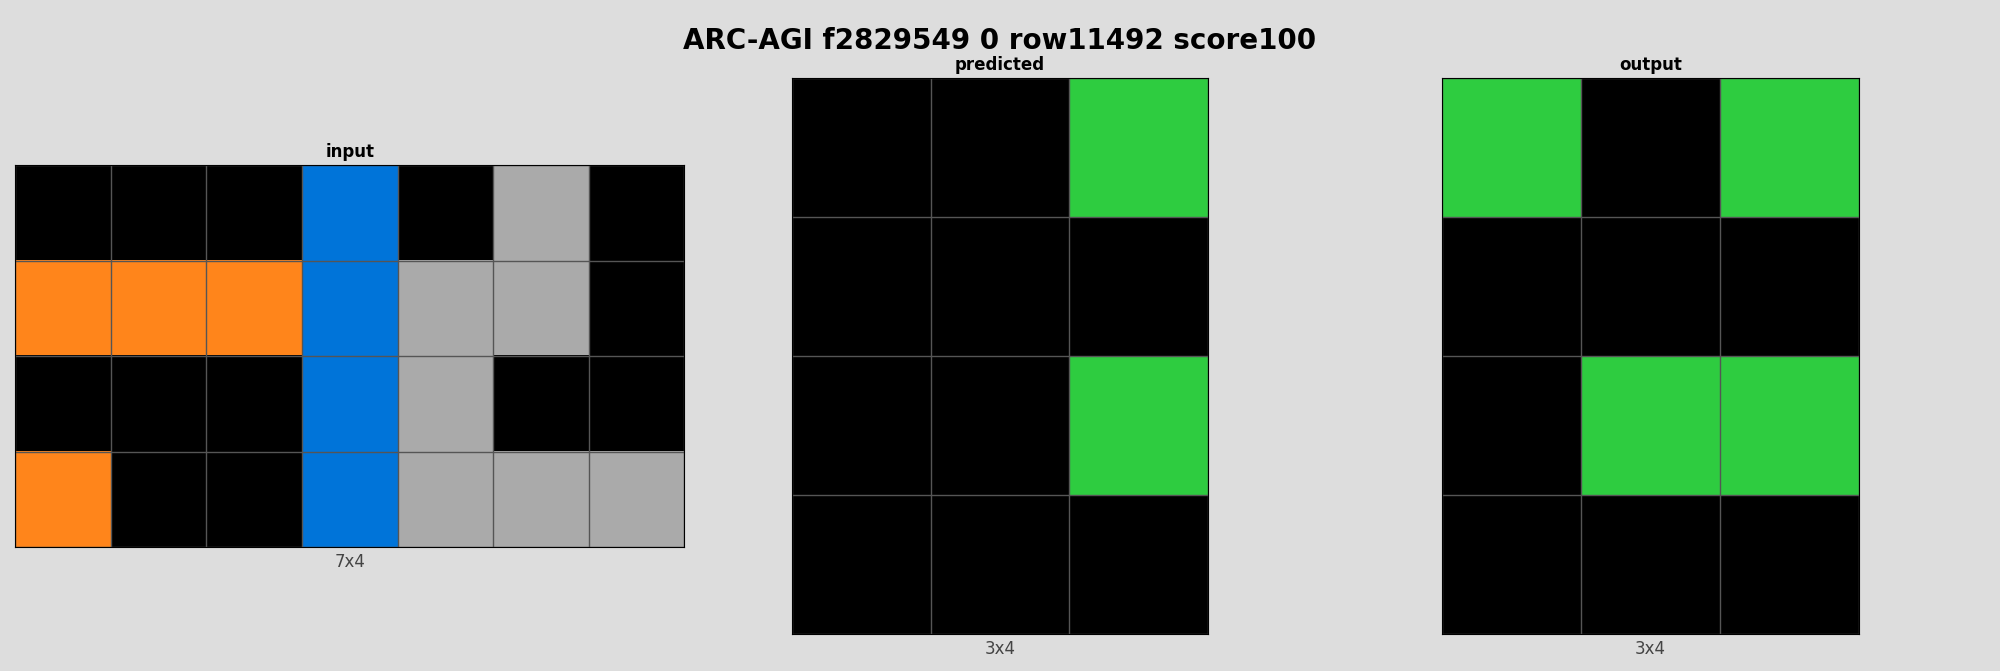 ARC-AGI f2829549 0 row11492 score100
input
predicted
output
7x4
3x4
3x4